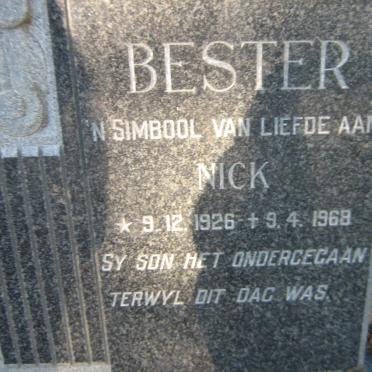 BESTER
'N SIMBOOL VAN LIEFDE AAN
NICK
★ 9.12.1926 ✝ 9.4.1968
SY SON HET ONDERGEGAAN
TERWYL DIT DAG WAS.